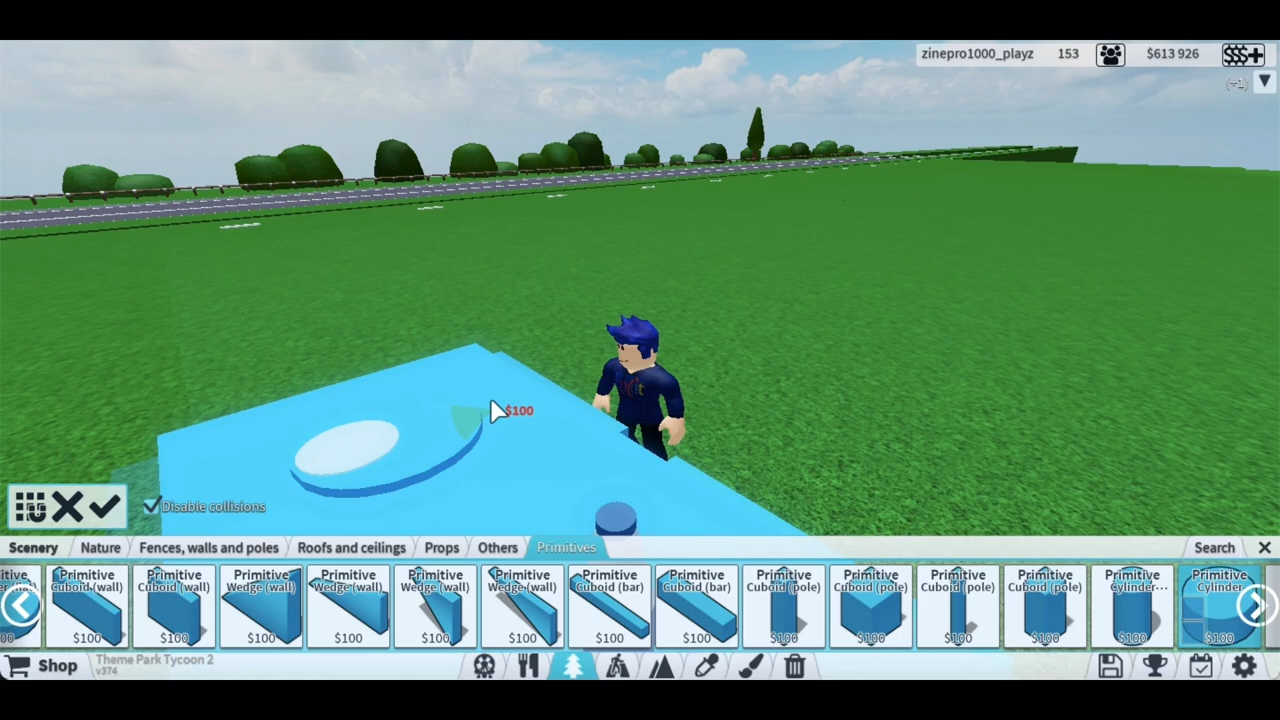 zinepro1000_playz 153 $613 926 $$$+
(+1)
$100
Disable collisions
Scenery Nature Fences, walls and poles Roofs and ceilings Props Others Primitives Search
Primitive Primitive Primitive Primitive Primitive Primitive Primitive Primitive Primitive Primitive Primitive Primitive Primitive
Cuboid (wall) Cuboid (wall) Wedge (wall) Wedge (wall) Wedge (wall) Wedge (wall) Cuboid (bar) Cuboid (bar) Cuboid (pole) Cuboid (pole) Cuboid (pole) Cuboid (pole) Cylinder... Cylinder
$100 $100 $100 $100 $100 $100 $100 $100 $100 $100 $100 $100 $100 $100
Shop Theme Park Tycoon 2
v374